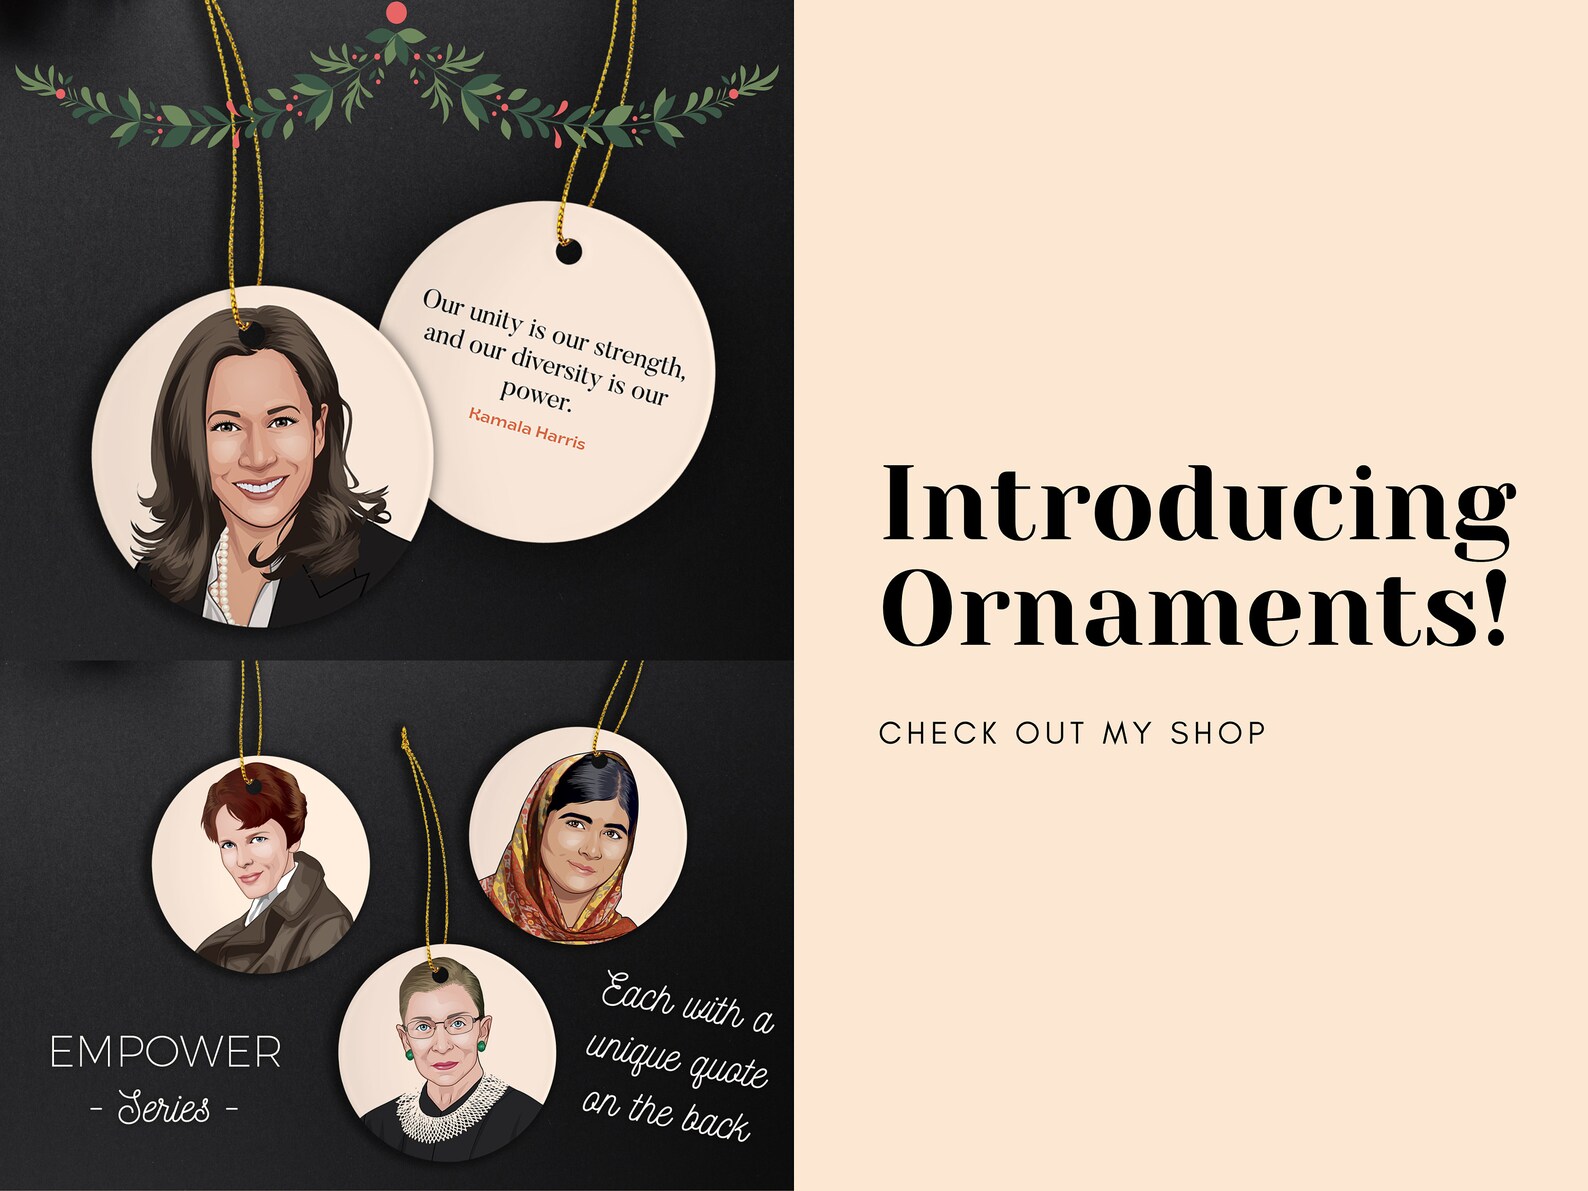 Our unity is our strength,
and our diversity is our
power.
Kamala Harris
EMPOWER
- Series -
Each with a
unique quote
on the back
Introducing
Ornaments!
CHECK OUT MY SHOP